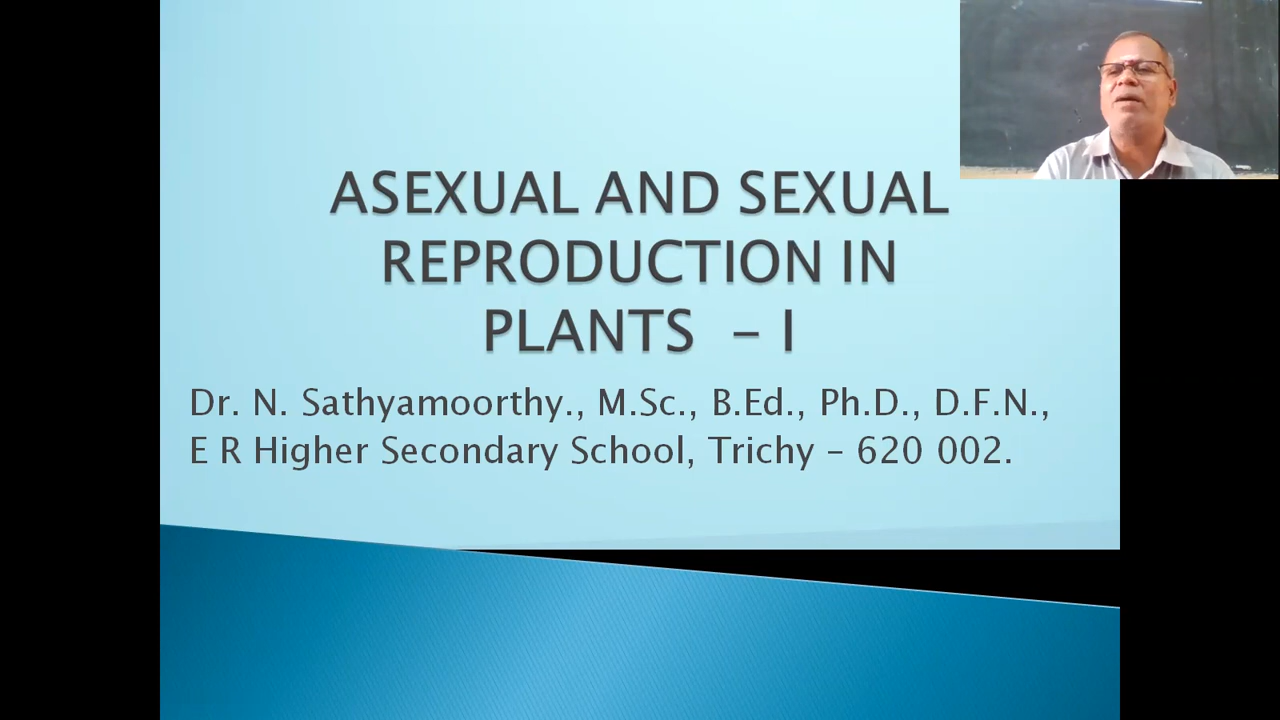 ASEXUAL AND SEXUAL
REPRODUCTION IN
PLANTS – I
Dr. N. Sathyamoorthy., M.Sc., B.Ed., Ph.D., D.F.N.,
E R Higher Secondary School, Trichy – 620 002.